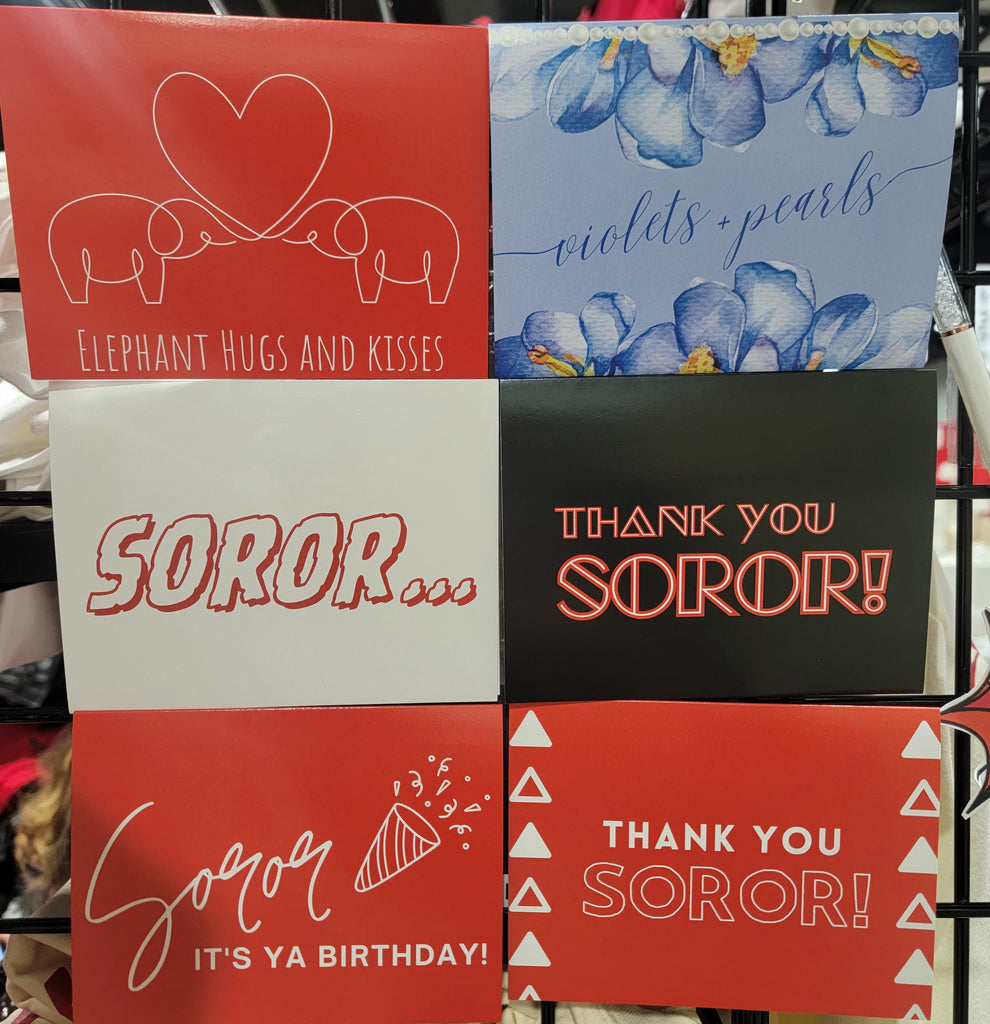 ELEPHANT HUGS AND KISSES
violets + pearls
SOROR...
THANK YOU
SOROR!
Soror
IT'S YA BIRTHDAY!
THANK YOU
SOROR!